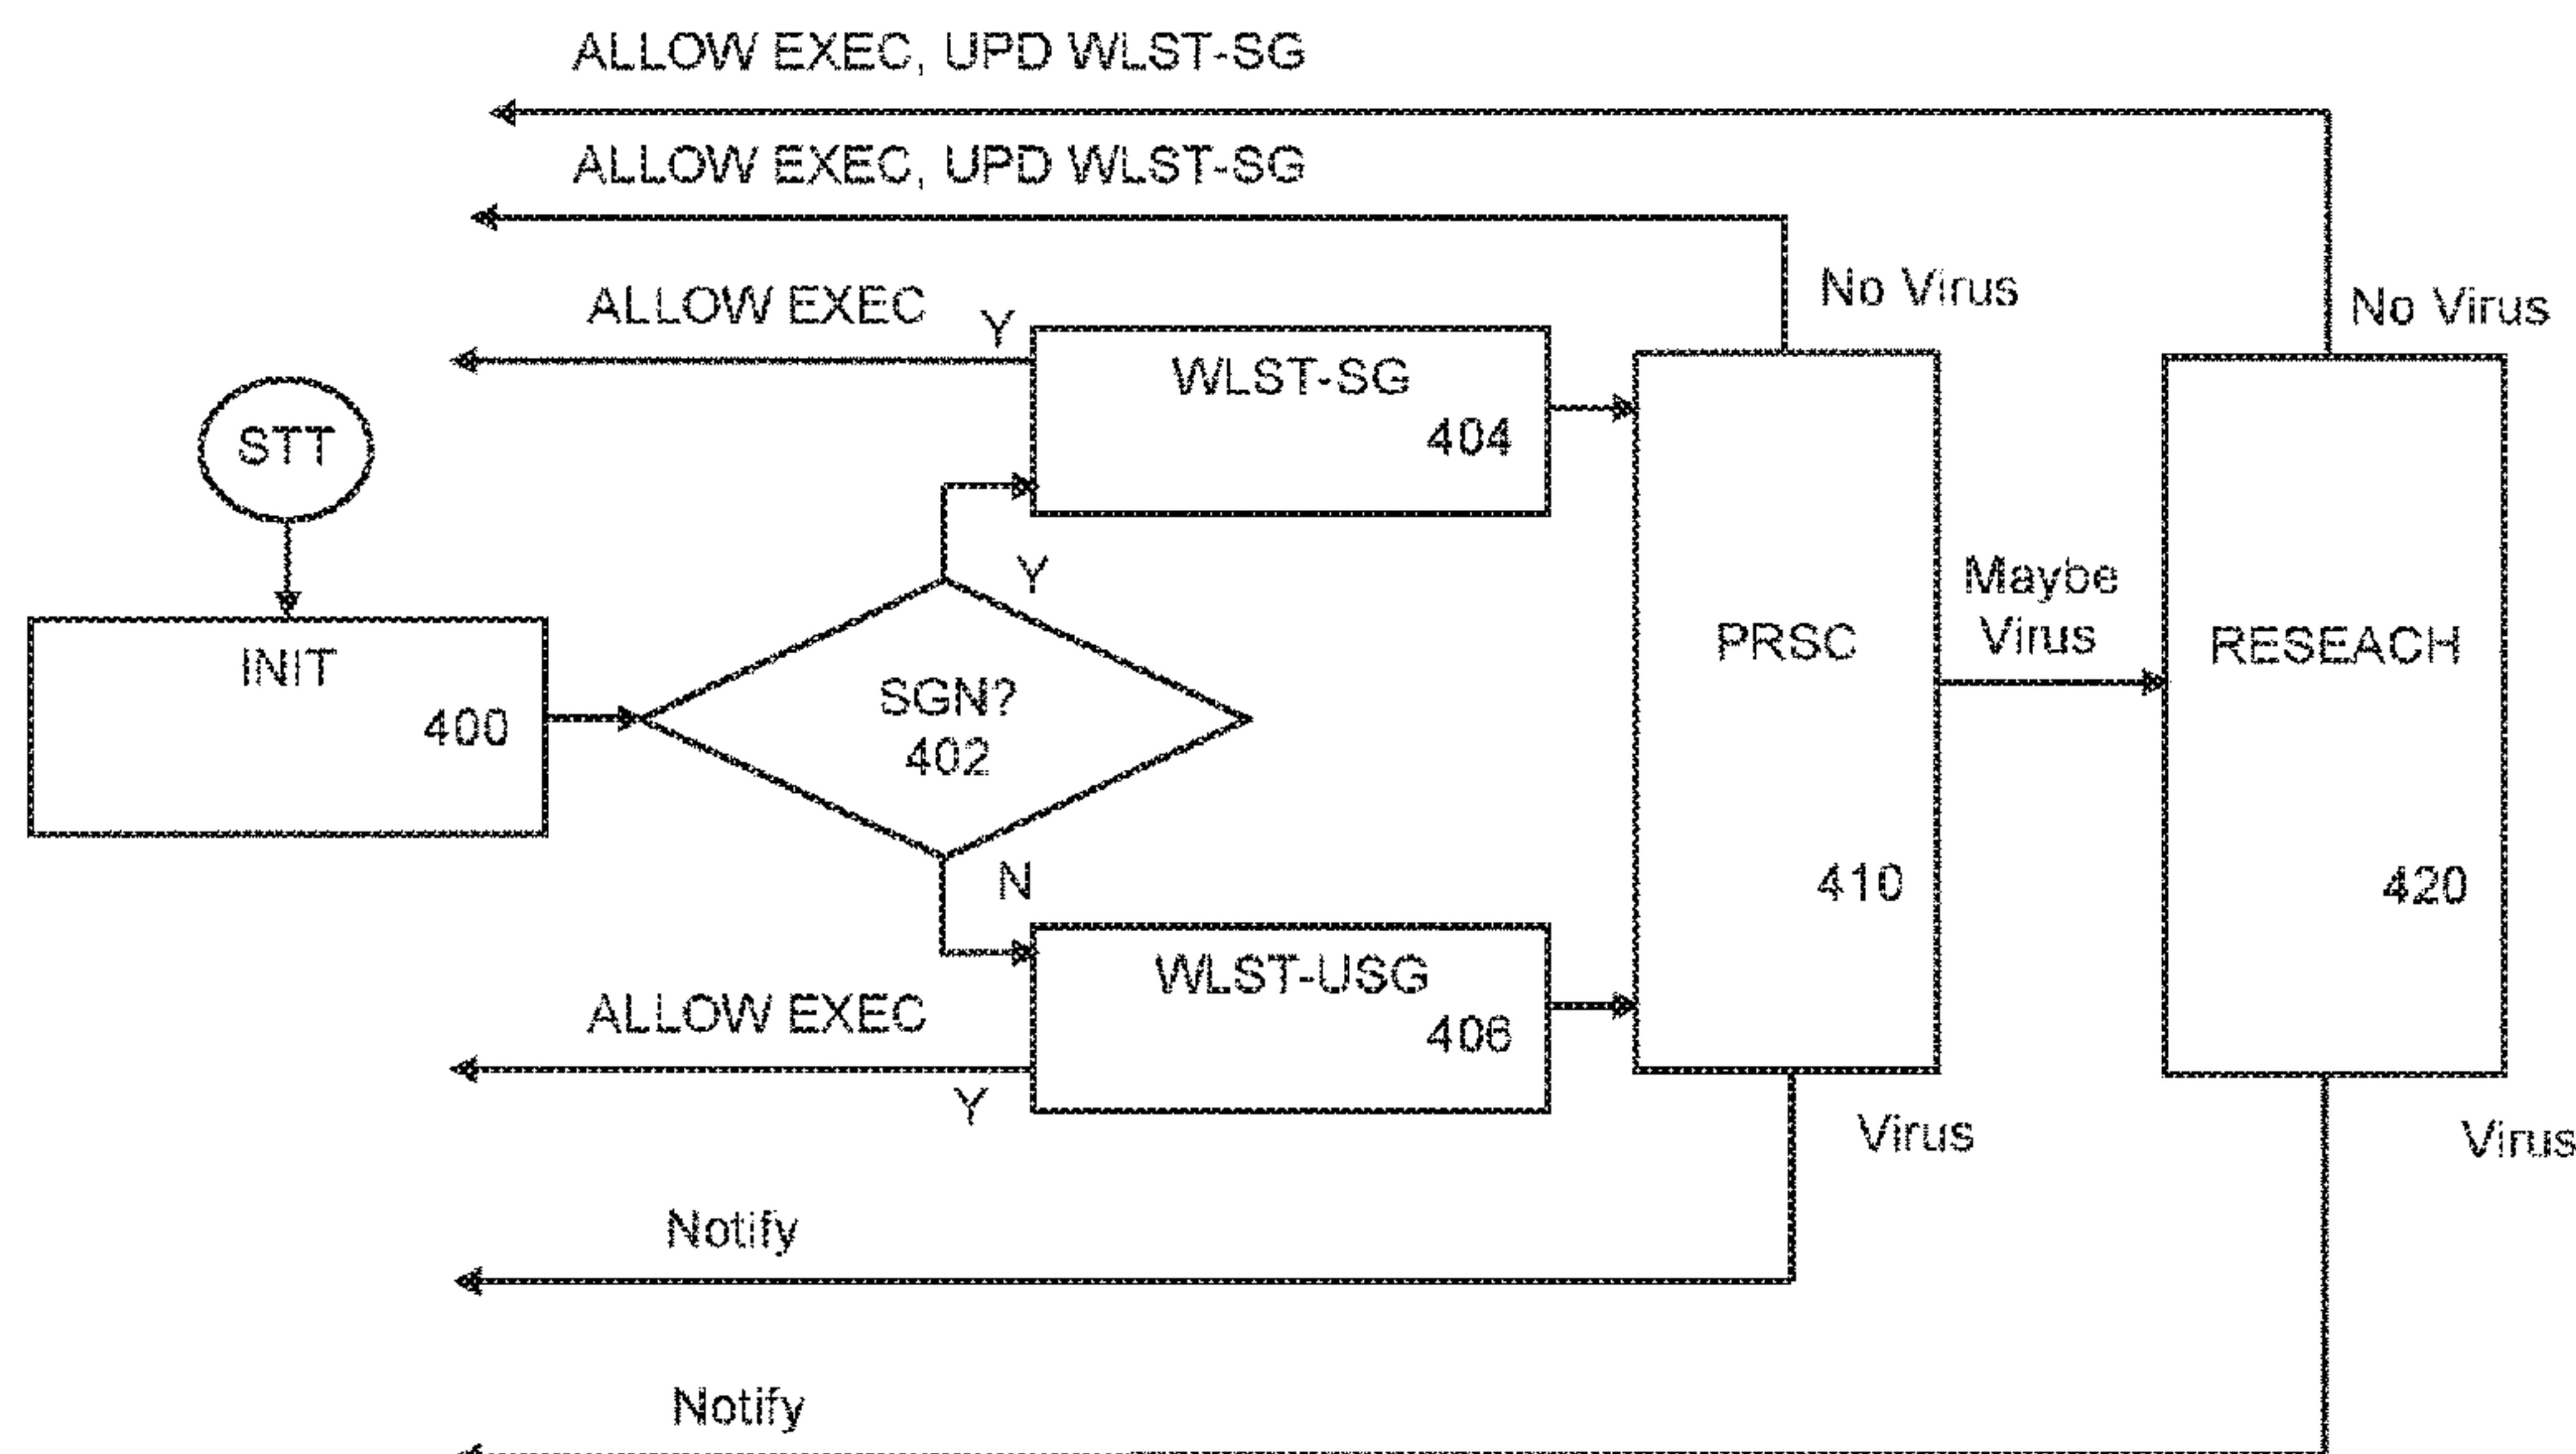 ALLOW EXEC, UPD WLST-SG
ALLOW EXEC, UPD WLST-SG
No Virus
No Virus
ALLOW EXEC
Y
WLST-SG
404
STT
Y
Maybe
Virus
INIT
400
SGN?
402
PRSC
410
RESEACH
420
N
WLST-USG
406
ALLOW EXEC
Y
Virus
Virus
Notify
Notify